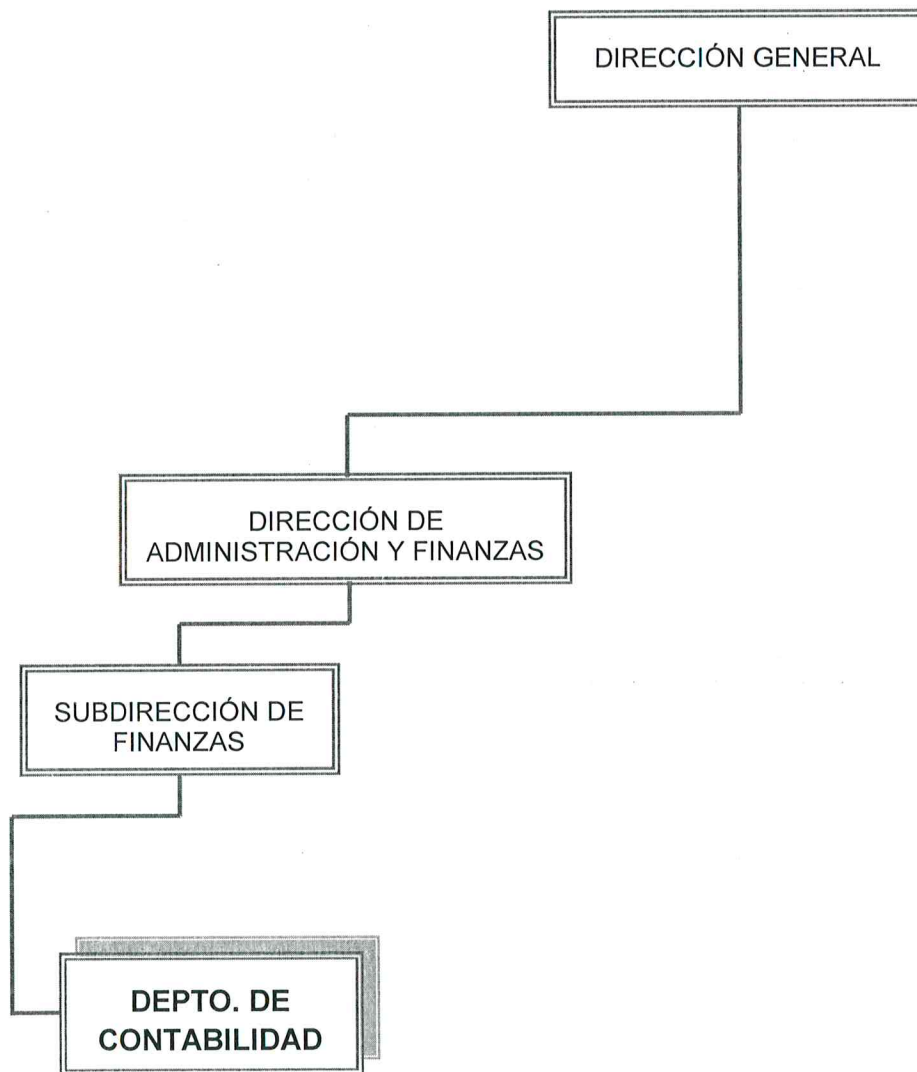 DIRECCIÓN GENERAL
DIRECCIÓN DE
ADMINISTRACIÓN Y FINANZAS
SUBDIRECCIÓN DE
FINANZAS
DEPTO. DE
CONTABILIDAD